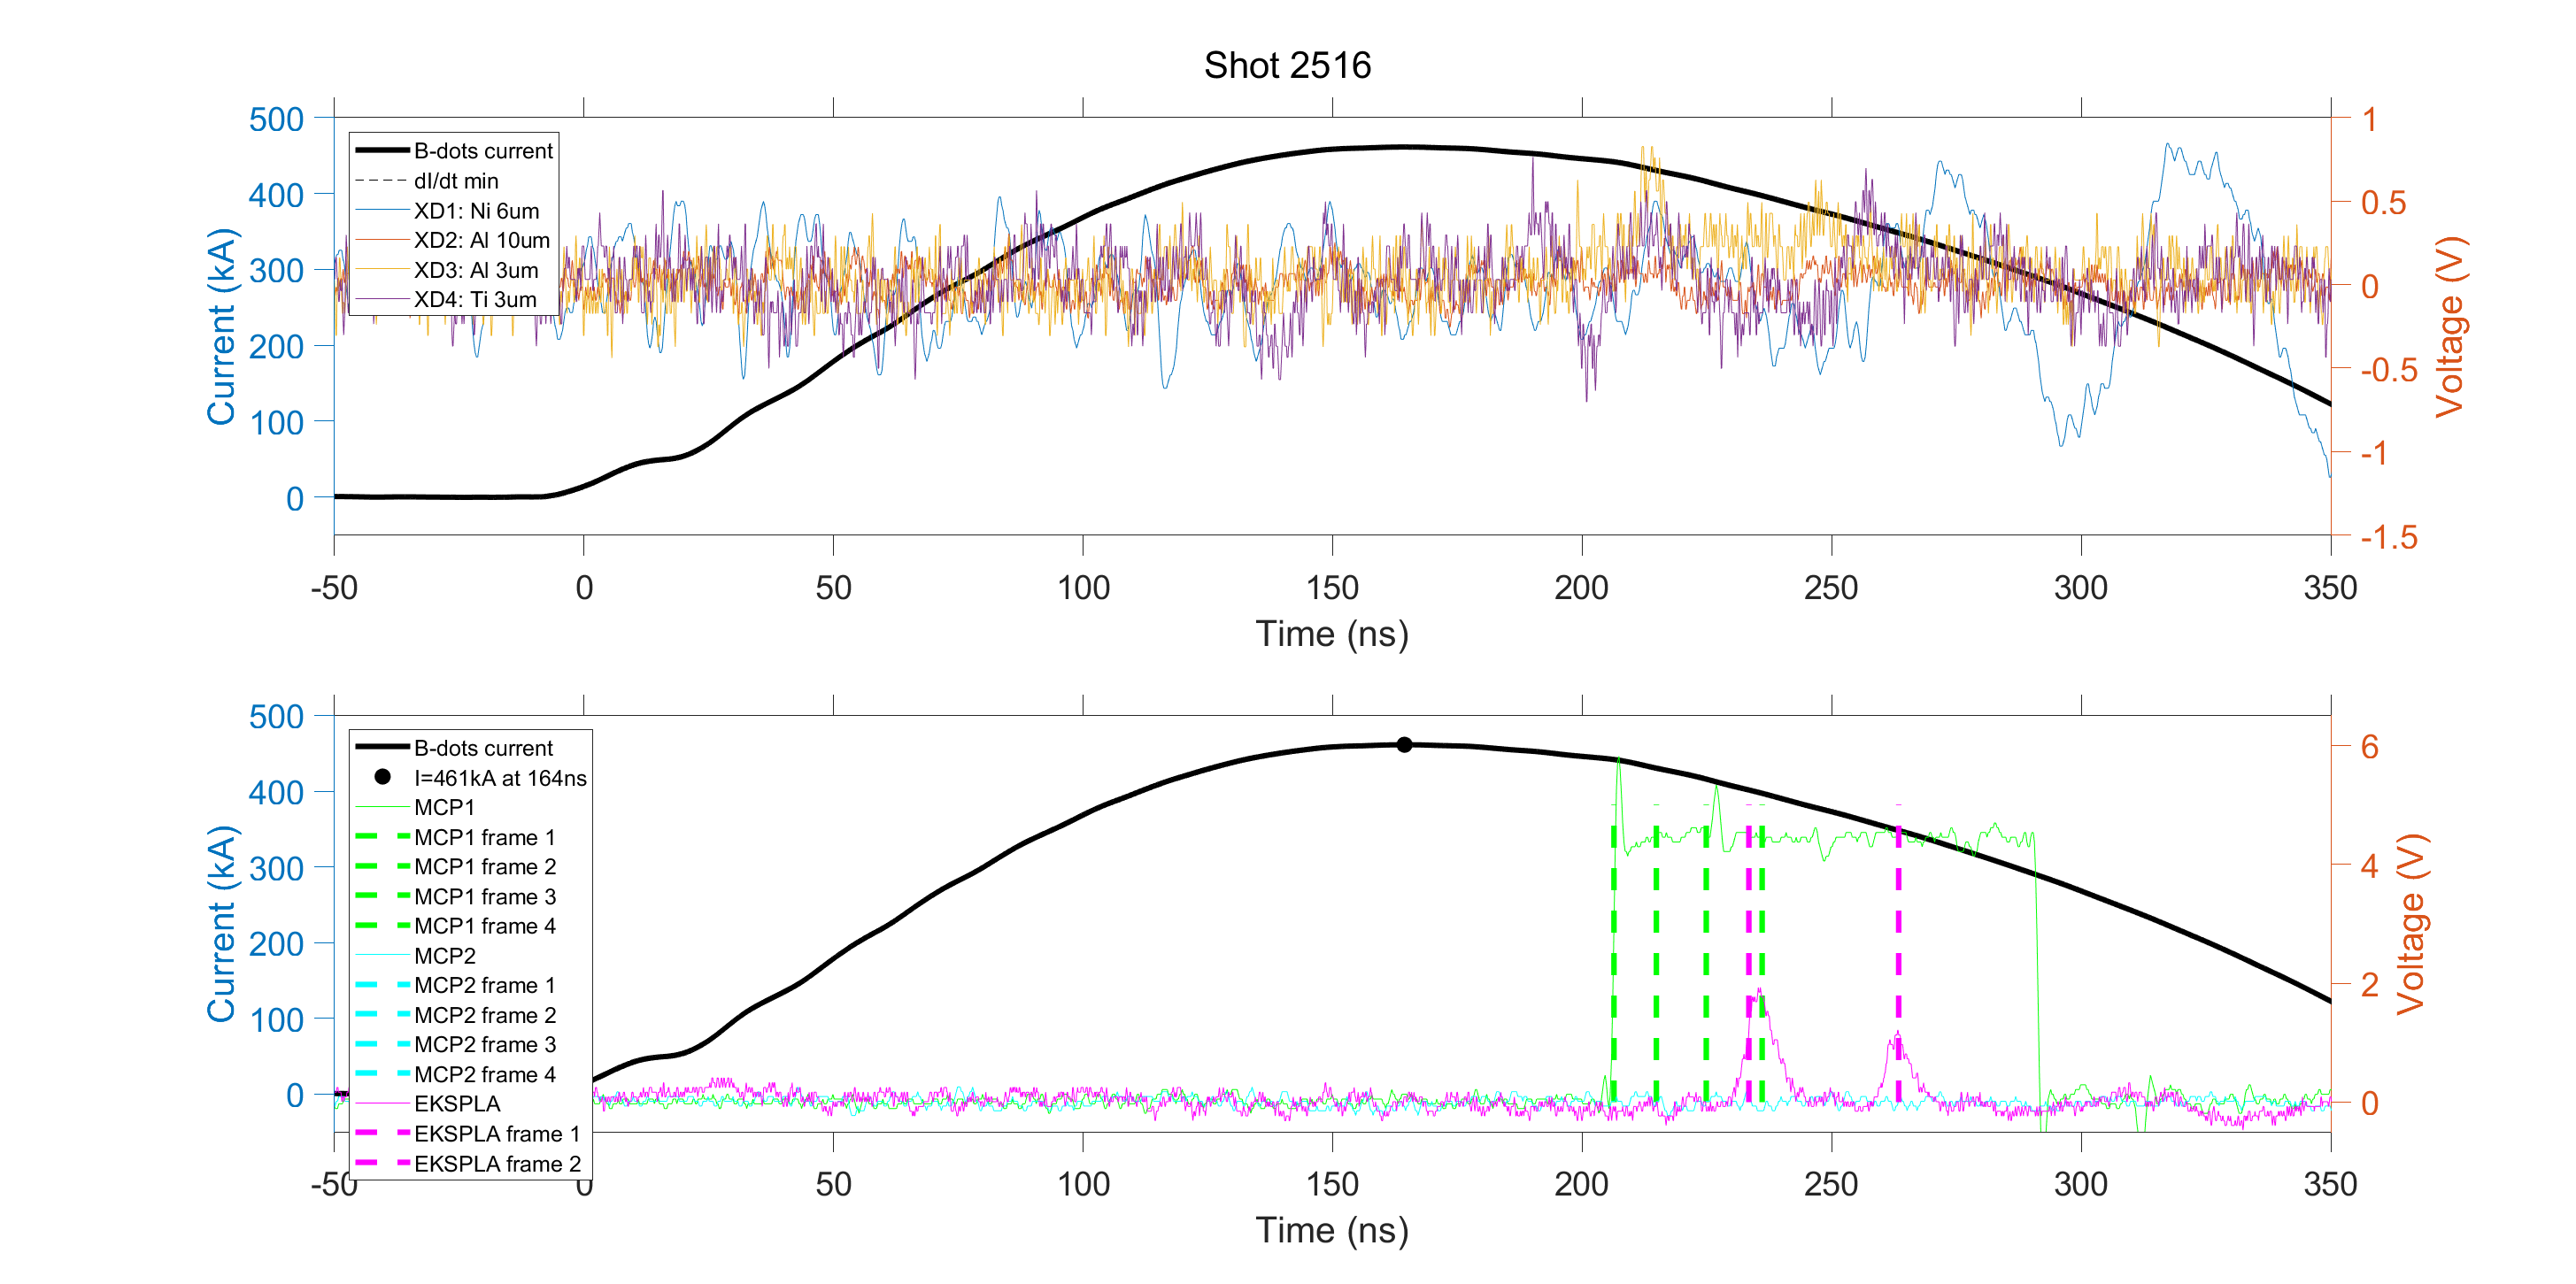 Shot 2516
500
400
300
200
100
0
Current (kA)
B-dots current
dI/dt min
XD1: Ni 6um
XD2: Al 10um
XD3: Al 3um
XD4: Ti 3um
1
0.5
0
-0.5
-1
-1.5
Voltage (V)
-50 0 50 100 150 200 250 300 350
Time (ns)
500
400
300
200
100
0
Current (kA)
B-dots current
I=461kA at 164ns
MCP1
MCP1 frame 1
MCP1 frame 2
MCP1 frame 3
MCP1 frame 4
MCP2
MCP2 frame 1
MCP2 frame 2
MCP2 frame 3
MCP2 frame 4
EKSPLA
EKSPLA frame 1
EKSPLA frame 2
6
4
2
0
Voltage (V)
-50 0 50 100 150 200 250 300 350
Time (ns)